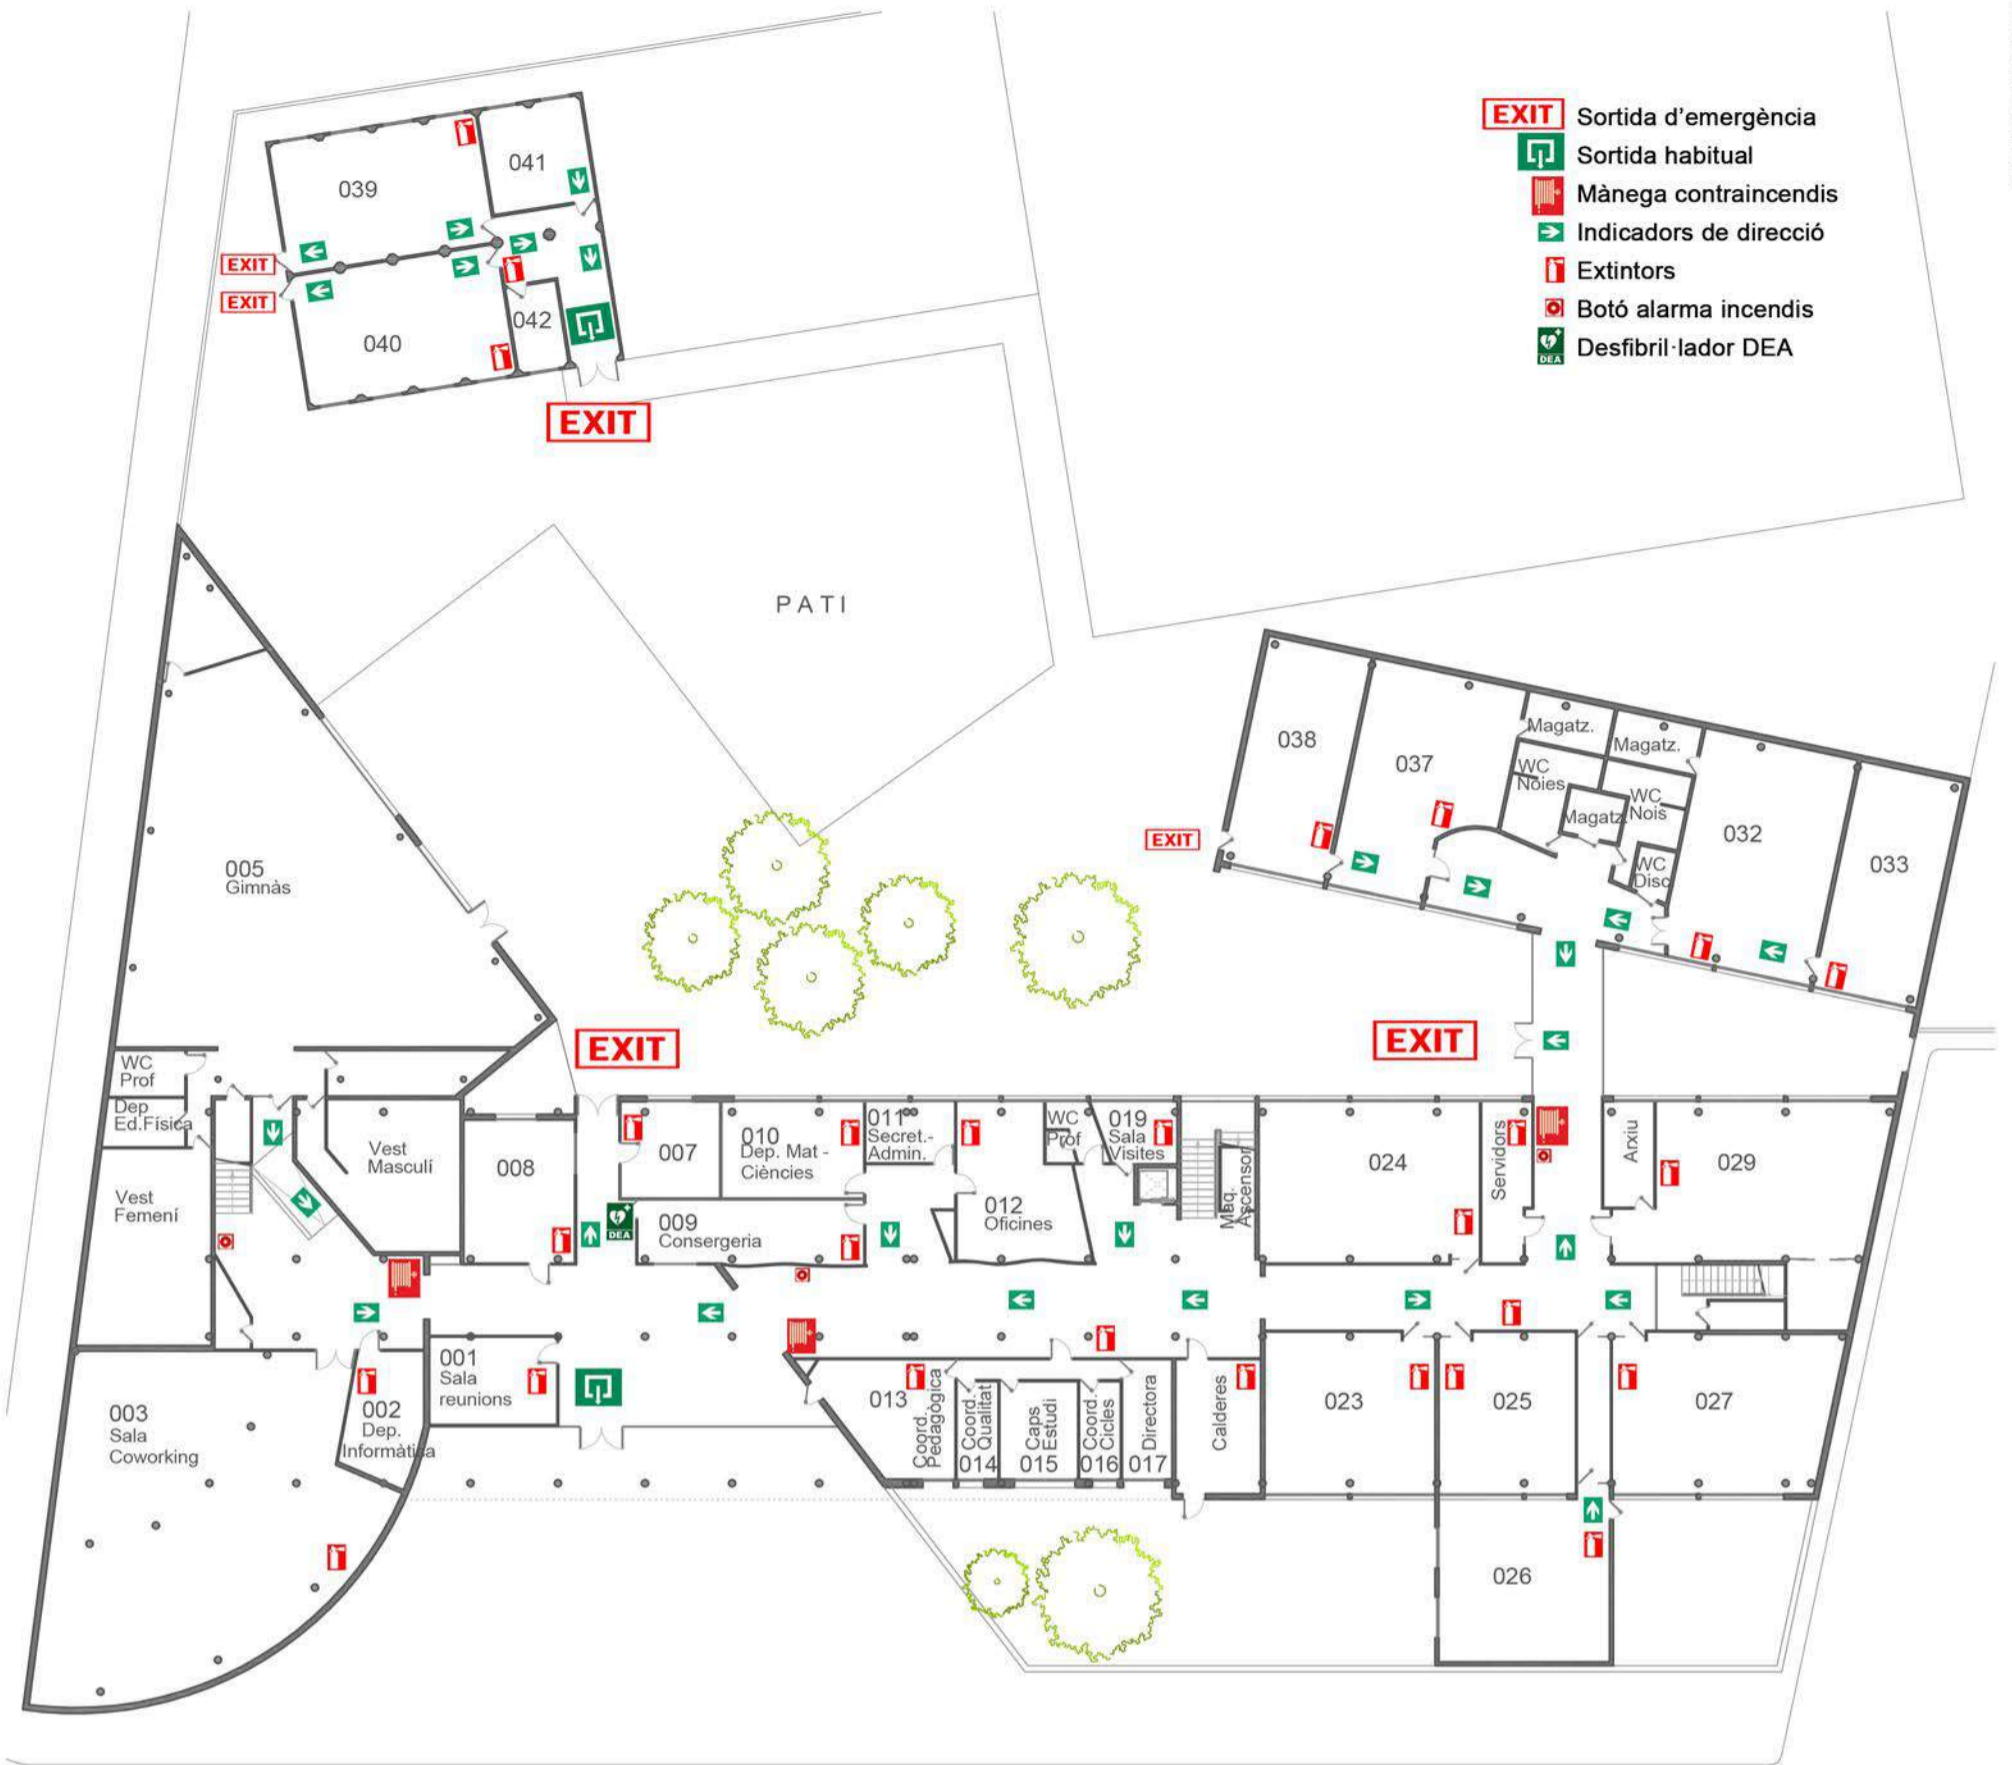 EXIT Sortida d'emergència
Sortida habitual
Mànega contraincendis
Indicadors de direcció
Extintors
Botó alarma incendis
DEA Desfibril·lador DEA
041
039
EXIT
EXIT
042
040
EXIT
PATI
038
037
Magatz.
Magatz.
WC
Noies
WC
Nois
Magatz.
032
WC
Disc
033
EXIT
005
Gimnàs
EXIT
EXIT
WC
Prof
Dep
Ed.Física
Vest
Masculí
Vest
Femení
008
007
010
Dep. Mat -
Ciències
011
Secret.-
Admin.
WC
Prof
019
Sala
Visites
DEA
009
Consergeria
012
Oficines
Maq.
Ascensor
024
Servidors
Arxiu
029
001
Sala
reunions
002
Dep.
Informàtica
003
Sala
Coworking
013
Coord.
Pedagògica
Coord.
Qualitat
014
Caps
Estudi
015
Coord.
Cicles
016
Directora
017
Calderes
023
025
027
026